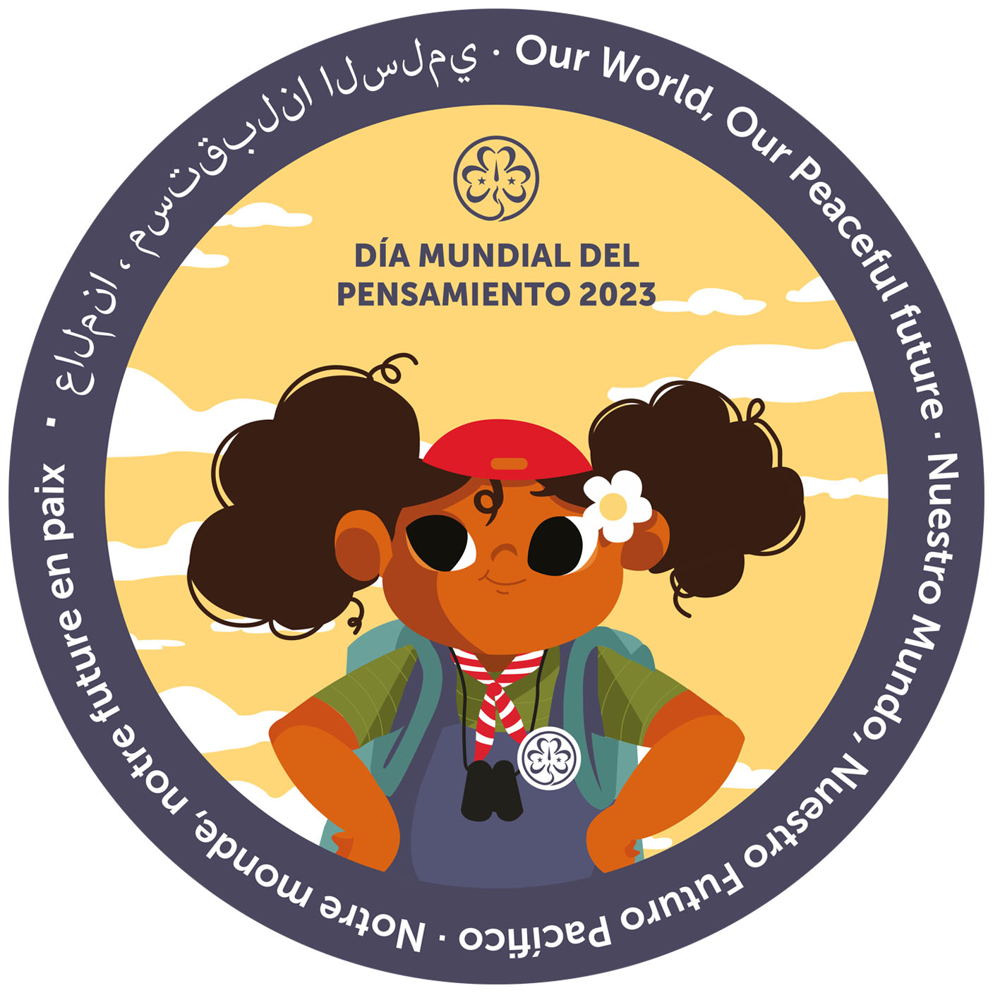 DÍA MUNDIAL DEL
PENSAMIENTO 2023
Our World, Our Peaceful future ·
Nuestro Mundo, Nuestro Futuro Pacífico ·
Notre monde, notre future en paix ·
عالمنا ، مستقبلنا السلمي ·